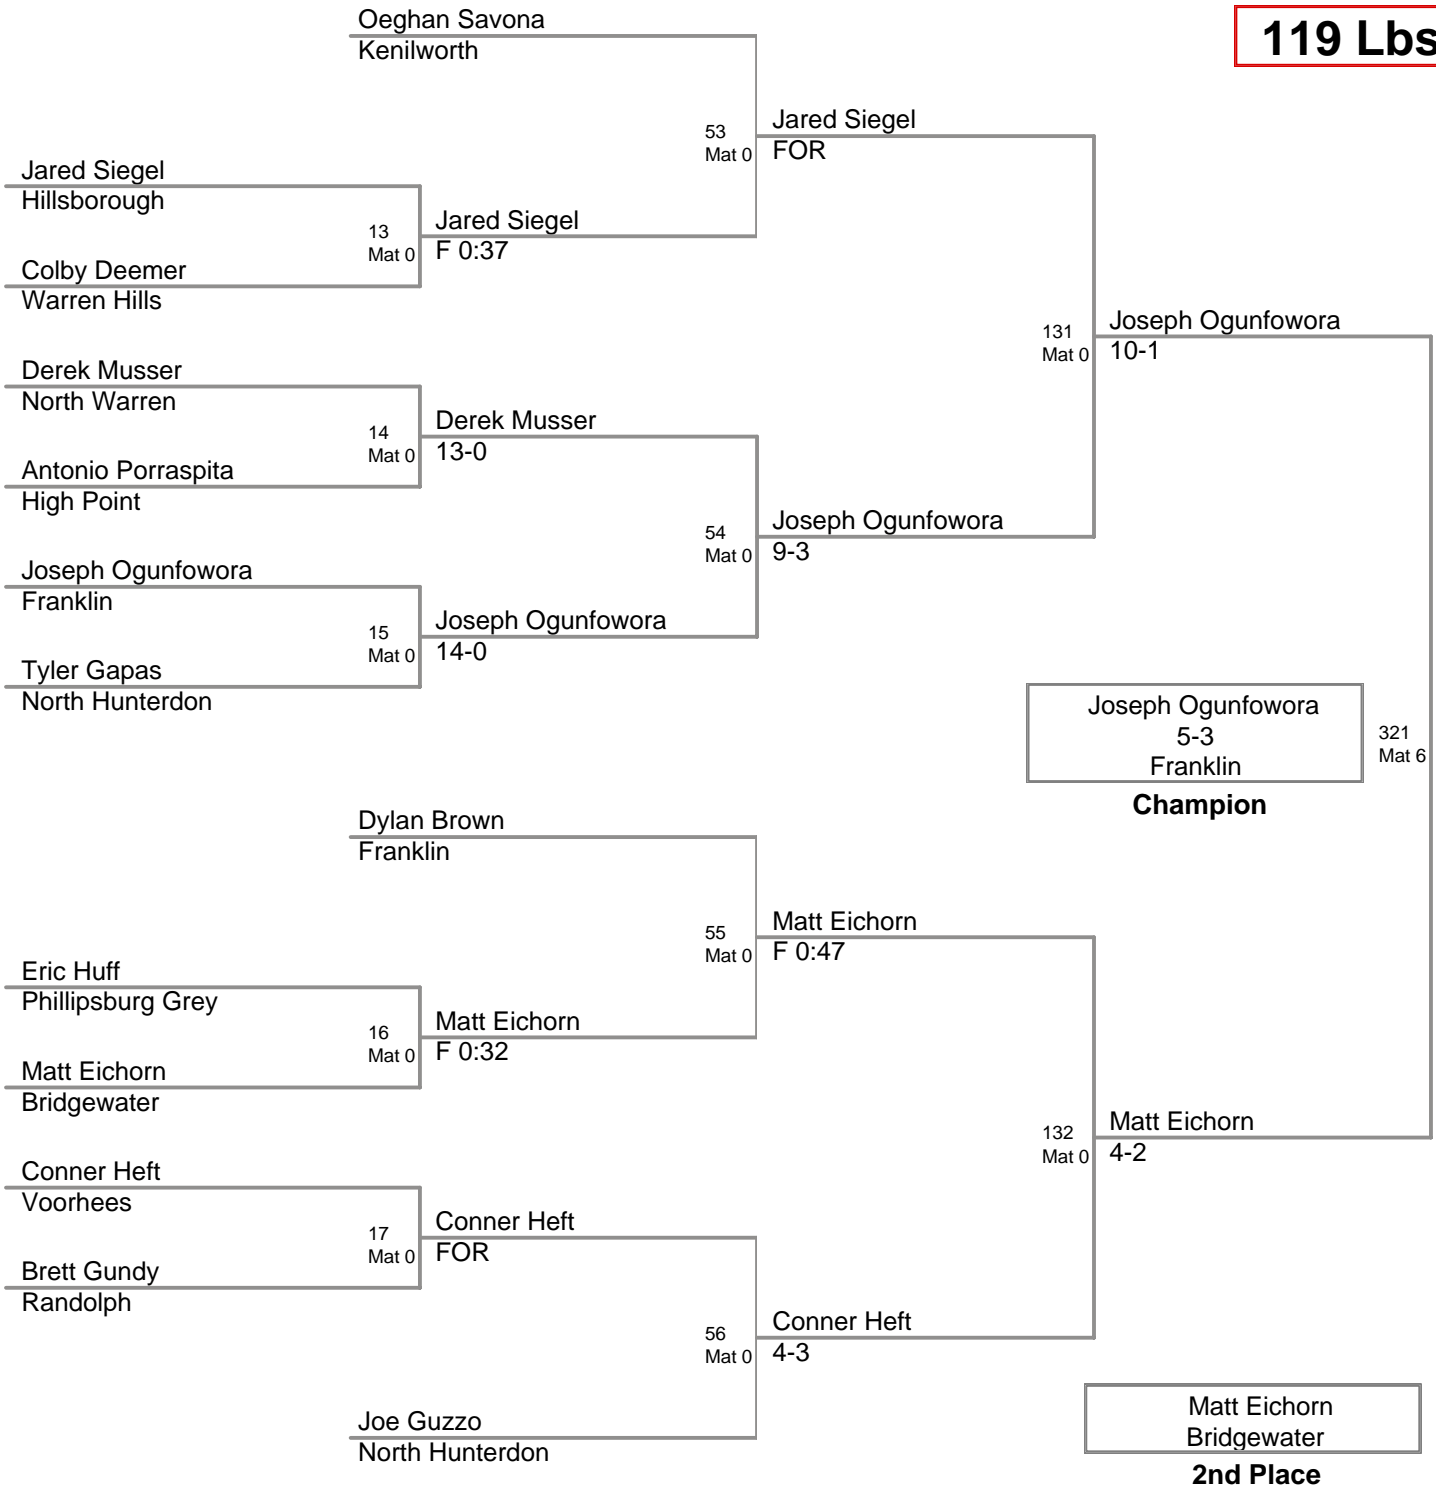 Oeghan Savona
Kenilworth
119 Lbs
53
Mat 0
Jared Siegel
FOR
Jared Siegel
Hillsborough
13
Mat 0
Jared Siegel
F 0:37
Colby Deemer
Warren Hills
131
Mat 0
Joseph Ogunfowora
10-1
Derek Musser
North Warren
14
Mat 0
Derek Musser
13-0
Antonio Porraspita
High Point
54
Mat 0
Joseph Ogunfowora
9-3
Joseph Ogunfowora
Franklin
15
Mat 0
Joseph Ogunfowora
14-0
Tyler Gapas
North Hunterdon
Joseph Ogunfowora
5-3
Franklin
321
Mat 6
Champion
Dylan Brown
Franklin
55
Mat 0
Matt Eichorn
F 0:47
Eric Huff
Phillipsburg Grey
16
Mat 0
Matt Eichorn
F 0:32
Matt Eichorn
Bridgewater
132
Mat 0
Matt Eichorn
4-2
Conner Heft
Voorhees
17
Mat 0
Conner Heft
FOR
Brett Gundy
Randolph
56
Mat 0
Conner Heft
4-3
Joe Guzzo
North Hunterdon
Matt Eichorn
Bridgewater
2nd Place